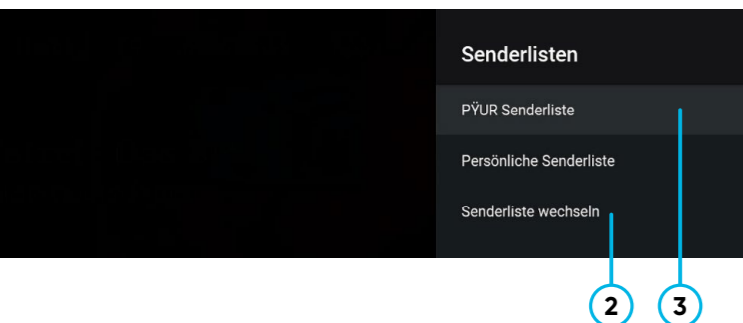 Senderlisten
PŸUR Senderliste
Persönliche Senderliste
Senderliste wechseln
2 3